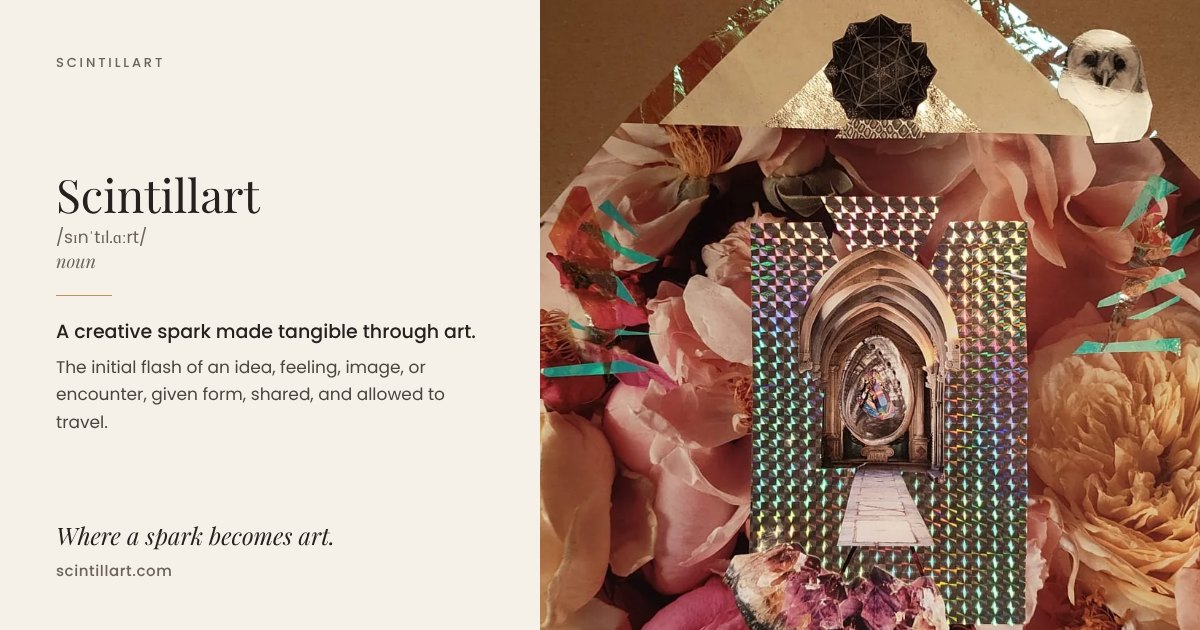 SCINTILLART
Scintillart
/sɪnˈtɪl.ɑːrt/
noun
A creative spark made tangible through art.
The initial flash of an idea, feeling, image, or
encounter, given form, shared, and allowed to
travel.
Where a spark becomes art.
scintillart.com